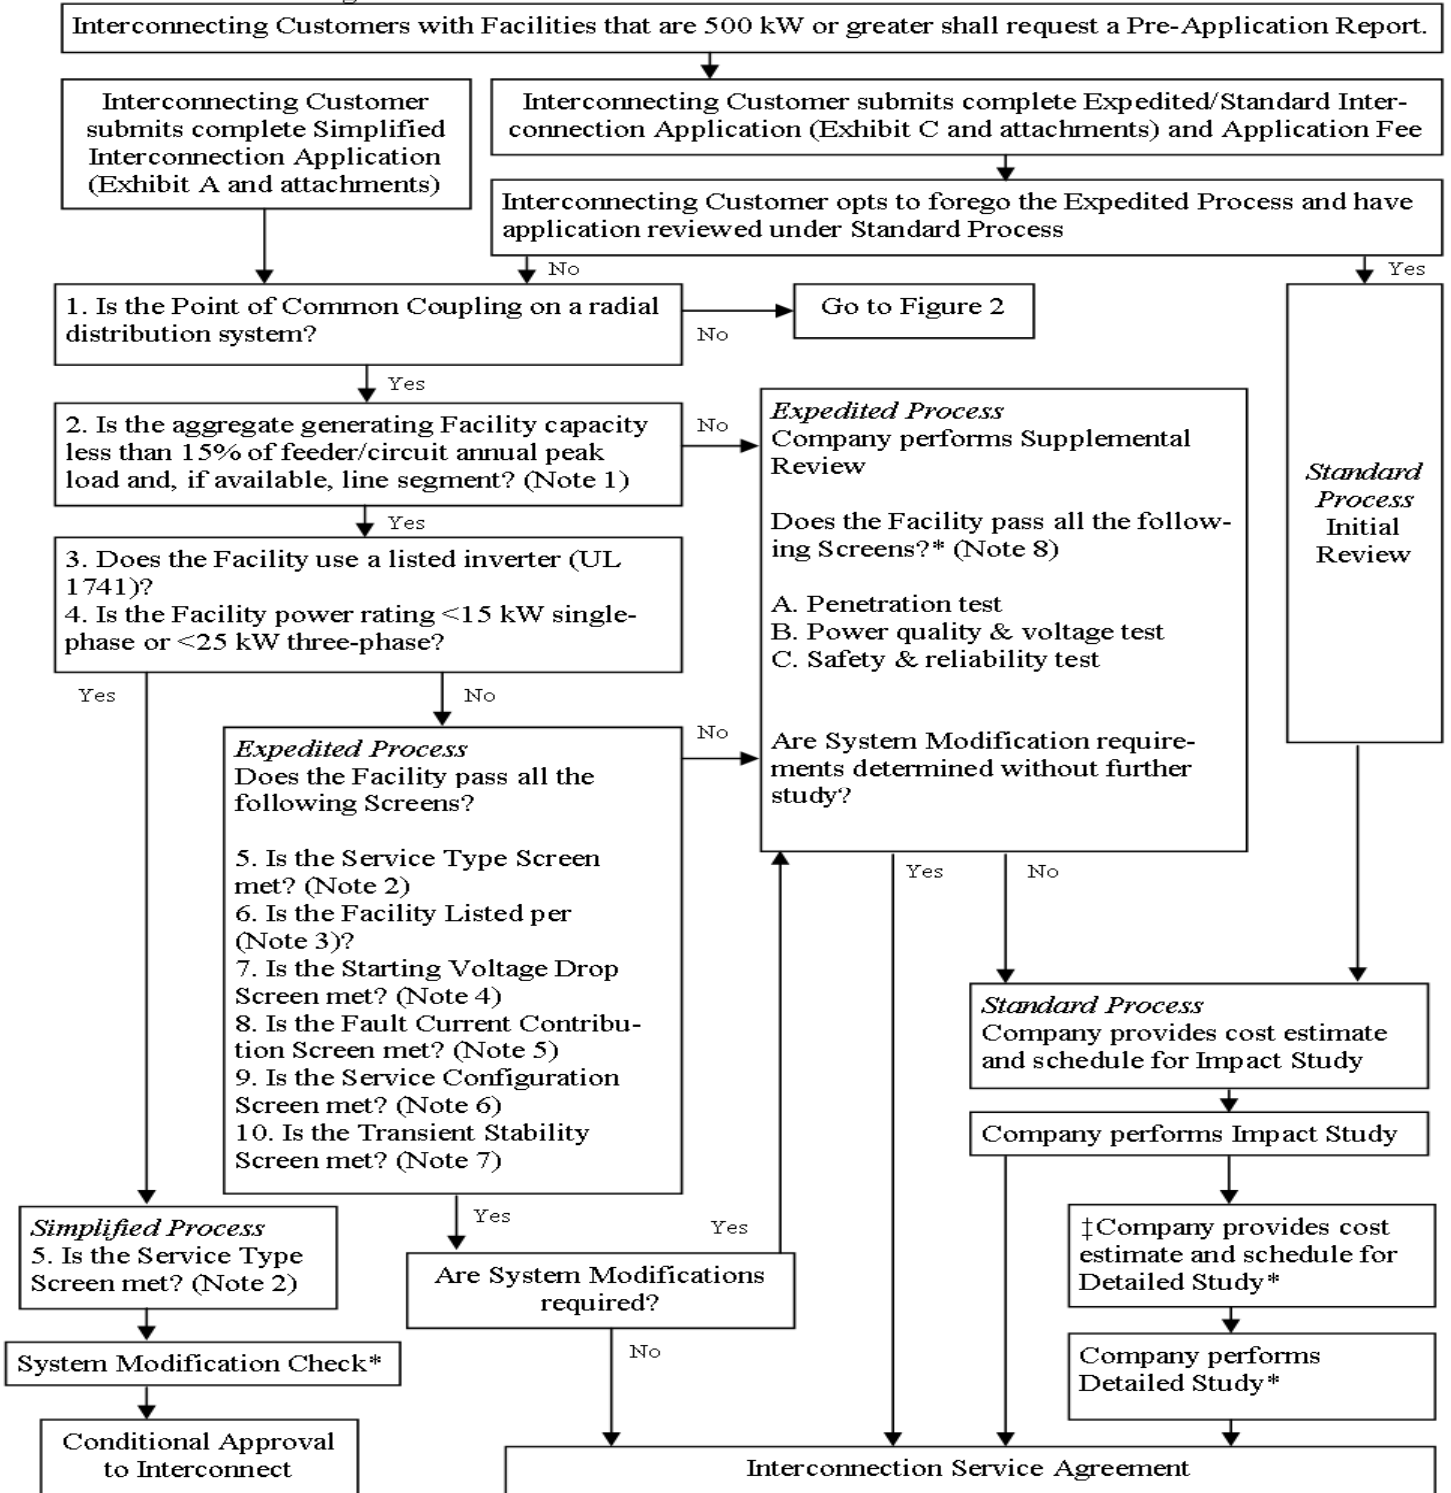 Interconnecting Customers with Facilities that are 500 kW or greater shall request a Pre-Application Report.
Interconnecting Customer
submits complete Simplified
Interconnection Application
(Exhibit A and attachments)
Interconnecting Customer submits complete Expedited/Standard Inter-
connection Application (Exhibit C and attachments) and Application Fee
Interconnecting Customer opts to forego the Expedited Process and have
application reviewed under Standard Process
No
Yes
1. Is the Point of Common Coupling on a radial
distribution system?
No
Go to Figure 2
Yes
2. Is the aggregate generating Facility capacity
less than 15% of feeder/circuit annual peak
load and, if available, line segment? (Note 1)
No
Yes
3. Does the Facility use a listed inverter (UL
1741)?
4. Is the Facility power rating <15 kW single-
phase or <25 kW three-phase?
Yes
No
Expedited Process
Company performs Supplemental
Review
Does the Facility pass all the follow-
ing Screens?* (Note 8)
A. Penetration test
B. Power quality & voltage test
C. Safety & reliability test
Are System Modification require-
ments determined without further
study?
Yes
No
Standard
Process
Initial
Review
Expedited Process
Does the Facility pass all the
following Screens?
5. Is the Service Type Screen
met? (Note 2)
6. Is the Facility Listed per
(Note 3)?
7. Is the Starting Voltage Drop
Screen met? (Note 4)
8. Is the Fault Current Contribu-
tion Screen met? (Note 5)
9. Is the Service Configuration
Screen met? (Note 6)
10. Is the Transient Stability
Screen met? (Note 7)
No
Yes
Are System Modifications
required?
Yes
No
Standard Process
Company provides cost estimate
and schedule for Impact Study
Company performs Impact Study
‡Company provides cost
estimate and schedule for
Detailed Study*
Company performs
Detailed Study*
Simplified Process
5. Is the Service Type
Screen met? (Note 2)
System Modification Check*
Conditional Approval
to Interconnect
Interconnection Service Agreement